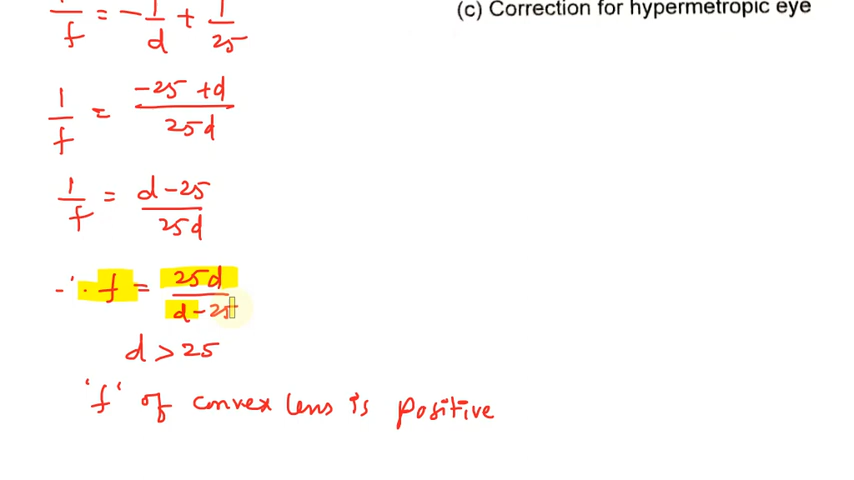 (c) Correction for hypermetropic eye
1/f = -1/d + 1/25
1/f = (-25 + d)/25d
1/f = (d - 25)/25d
∴ f = 25d/(d - 25)
d > 25
'f' of convex lens is positive